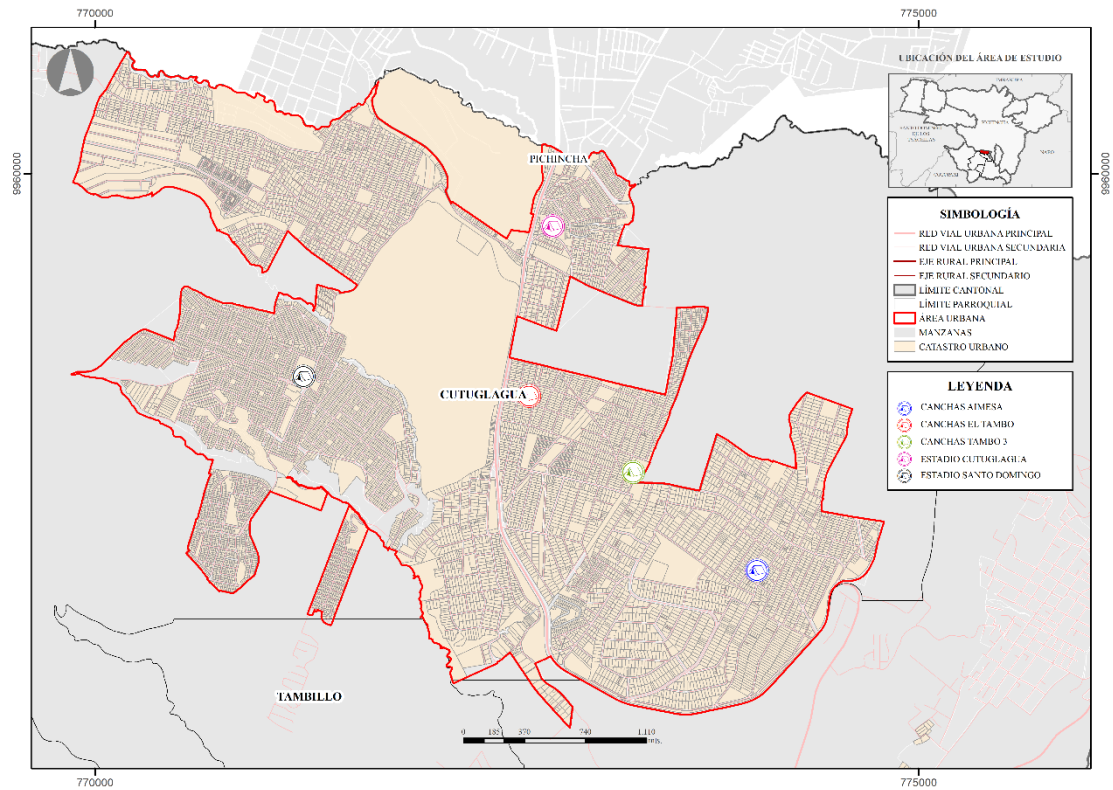 770000
775000
9960000
9960000
UBICACIÓN DEL ÁREA DE ESTUDIO
PICHINCHA
SIMBOLOGÍA
RED VIAL URBANA PRINCIPAL
RED VIAL URBANA SECUNDARIA
EJE RURAL PRINCIPAL
EJE RURAL SECUNDARIO
LÍMITE CANTONAL
LÍMITE PARROQUIAL
ÁREA URBANA
MANZANAS
CATASTRO URBANO
CUTUGLAGUA
LEYENDA
CANCHAS AIMESA
CANCHAS EL TAMBO
CANCHAS TAMBO 3
ESTADIO CUTUGLAGUA
ESTADIO SANTO DOMINGO
TAMBILLO
0 185 370 740 1.110
m.
770000
775000